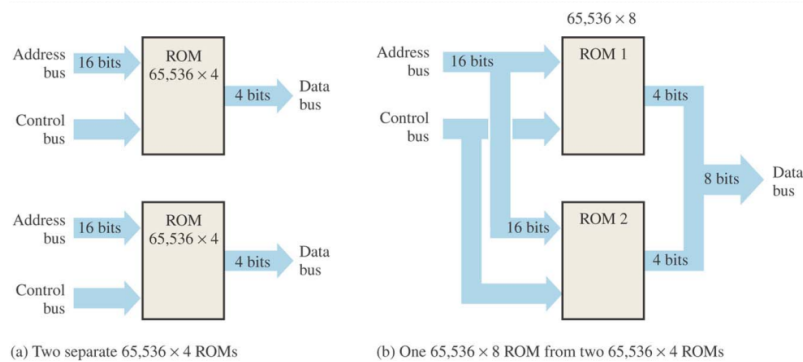 Address
bus
16 bits
ROM
65,536 × 4
4 bits
Data
bus
Control
bus
Address
bus
16 bits
ROM
65,536 × 4
4 bits
Data
bus
Control
bus
(a) Two separate 65,536 × 4 ROMs
65,536 × 8
Address
bus
16 bits
ROM 1
4 bits
Control
bus
8 bits
Data
bus
16 bits
ROM 2
4 bits
(b) One 65,536 × 8 ROM from two 65,536 × 4 ROMs